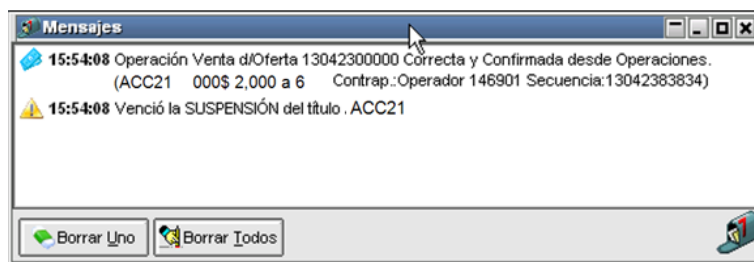 Mensajes
15:54:08 Operación Venta d/Oferta 13042300000 Correcta y Confirmada desde Operaciones.
(ACC21 000$ 2,000 a 6 Contrap.:Operador 146901 Secuencia:13042383834)
15:54:08 Venció la SUSPENSIÓN del título . ACC21
Borrar Uno Borrar Todos